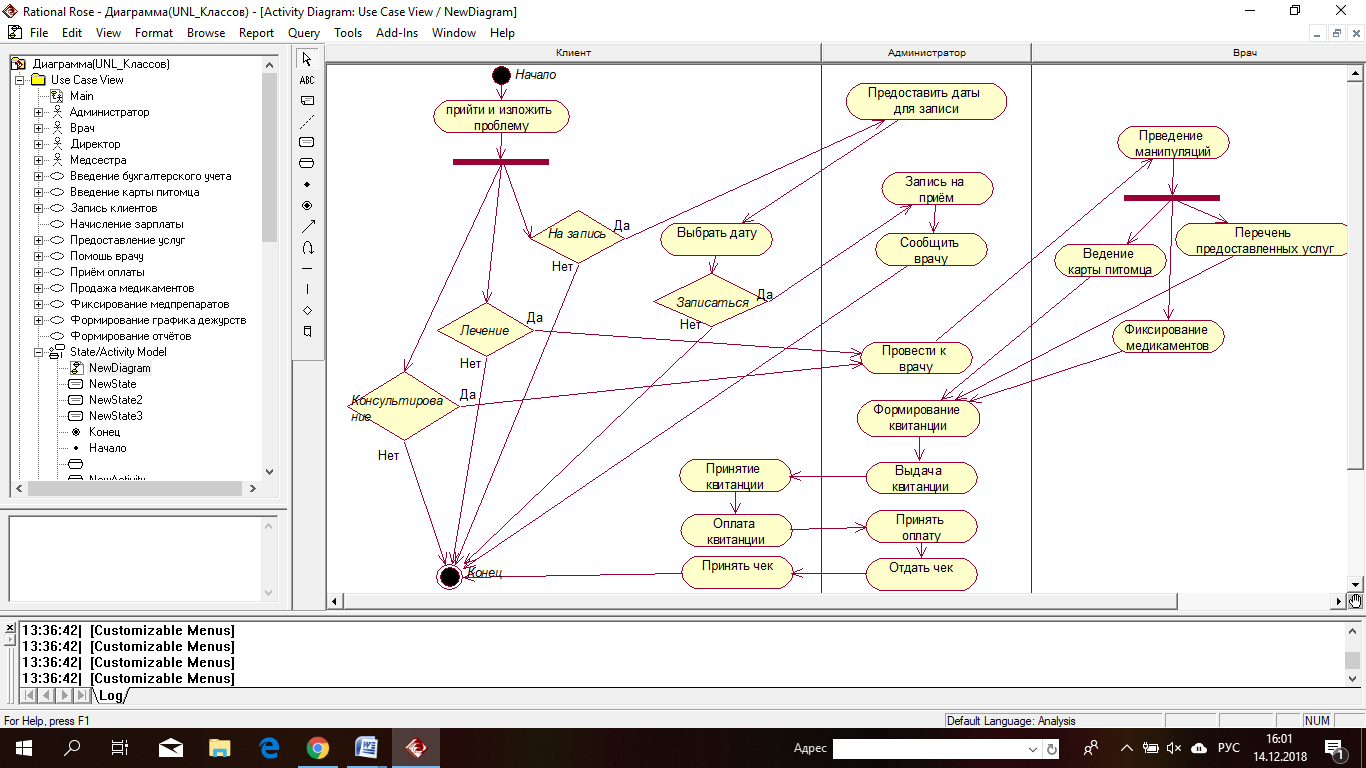 Rational Rose - Диаграмма(UNL_Классов) - [Activity Diagram: Use Case View / NewDiagram]
File Edit View Format Browse Report Query Tools Add-Ins Window Help
Диаграмма(UNL_Классов)
Use Case View
Main
Администратор
Врач
Директор
Медсестра
Введение бухгалтерского учета
Введение карты питомца
Запись клиентов
Начисление зарплаты
Предоставление услуг
Помошь врачу
Приём оплаты
Продажа медикаментов
Фиксирование медпрепаратов
Формирование графика дежурств
Формирование отчётов
State/Activity Model
NewDiagram
NewState
NewState2
NewState3
Конец
Начало
NewActivity
ABC
Клиент
Администратор
Врач
Начало
прийти и изложить
проблему
На запись
Да
Нет
Лечение
Да
Нет
Консультирова
ние
Да
Нет
Выбрать дату
Записаться
Да
Нет
Принятие
квитанции
Оплата
квитанции
Принять чек
Конец
Предоставить даты
для записи
Запись на
приём
Сообщить
врачу
Провести к
врачу
Формирование
квитанции
Выдача
квитанции
Принять
оплату
Отдать чек
Прведение
манипуляций
Ведение
карты питомца
Перечень
предоставленных услуг
Фиксирование
медикаментов
13:36:42| [Customizable Menus]
13:36:42| [Customizable Menus]
13:36:42| [Customizable Menus]
13:36:42| [Customizable Menus]
Log
For Help, press F1
Default Language: Analysis
NUM
Адрес
РУС
16:01
14.12.2018
1